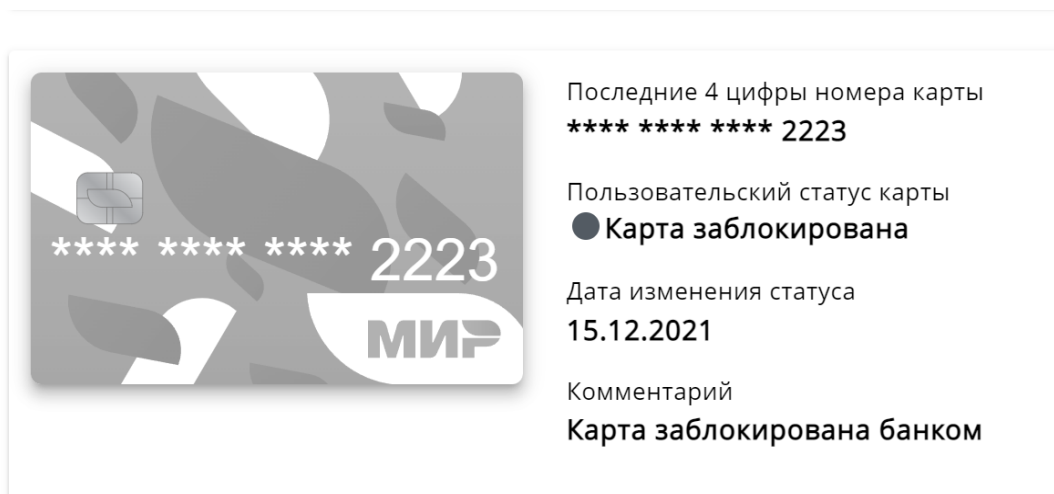 **** **** **** 2223
МИР
Последние 4 цифры номера карты
**** **** **** 2223
Пользовательский статус карты
Карта заблокирована
Дата изменения статуса
15.12.2021
Комментарий
Карта заблокирована банком